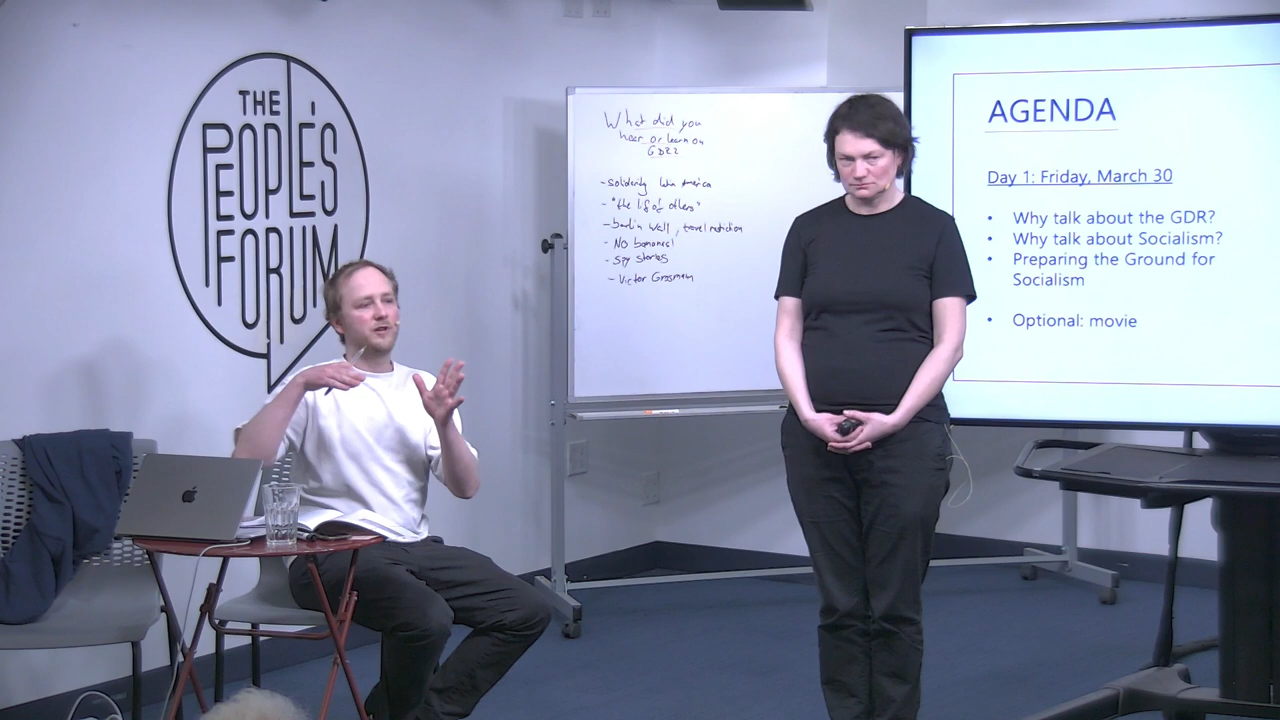 THE
PEOPLE'S
FORUM
What did you
hear or learn on
- solidarity latin america
- "the life of others"
- berlin wall, travel restriction
- No bananas!
- spy stories
- Victor Grossman
AGENDA
Day 1: Friday, March 30
• Why talk about the GDR?
• Why talk about Socialism?
• Preparing the Ground for
Socialism
• Optional: movie